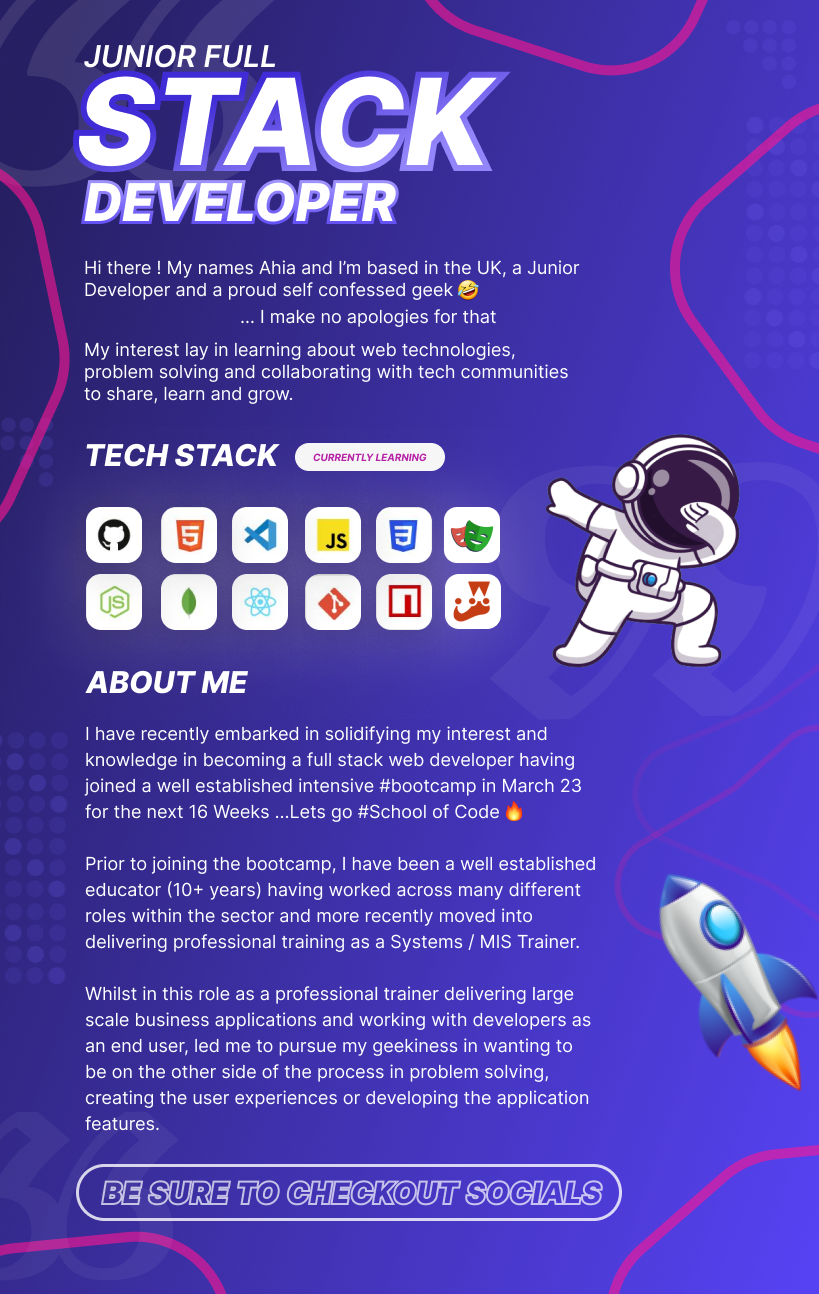 JUNIOR FULL
STACK
DEVELOPER
Hi there ! My names Ahia and I’m based in the UK, a Junior
Developer and a proud self confessed geek 🤣
... I make no apologies for that
My interest lay in learning about web technologies,
problem solving and collaborating with tech communities
to share, learn and grow.
TECH STACK CURRENTLY LEARNING
5 JS 3
JS
ABOUT ME
I have recently embarked in solidifying my interest and
knowledge in becoming a full stack web developer having
joined a well established intensive #bootcamp in March 23
for the next 16 Weeks ...Lets go #School of Code 🔥
Prior to joining the bootcamp, I have been a well established
educator (10+ years) having worked across many different
roles within the sector and more recently moved into
delivering professional training as a Systems / MIS Trainer.
Whilst in this role as a professional trainer delivering large
scale business applications and working with developers as
an end user, led me to pursue my geekiness in wanting to
be on the other side of the process in problem solving,
creating the user experiences or developing the application
features.
BE SURE TO CHECKOUT SOCIALS